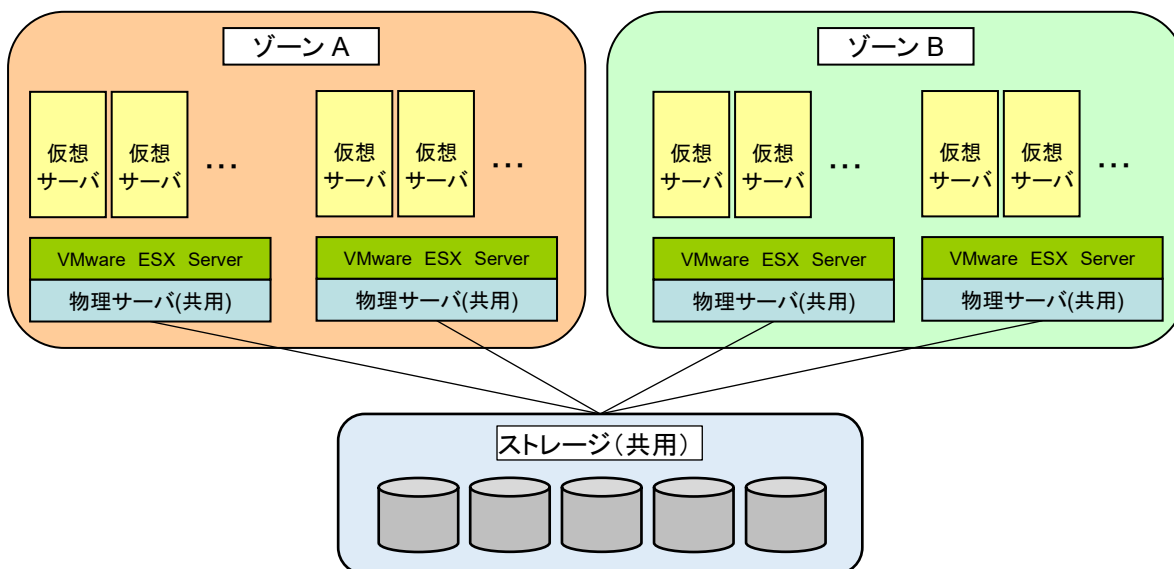 ゾーン A
ゾーン B
仮想
サーバ
仮想
サーバ
...
仮想
サーバ
仮想
サーバ
...
仮想
サーバ
仮想
サーバ
...
仮想
サーバ
仮想
サーバ
...
VMware ESX Server
物理サーバ(共用)
VMware ESX Server
物理サーバ(共用)
VMware ESX Server
物理サーバ(共用)
VMware ESX Server
物理サーバ(共用)
ストレージ(共用)